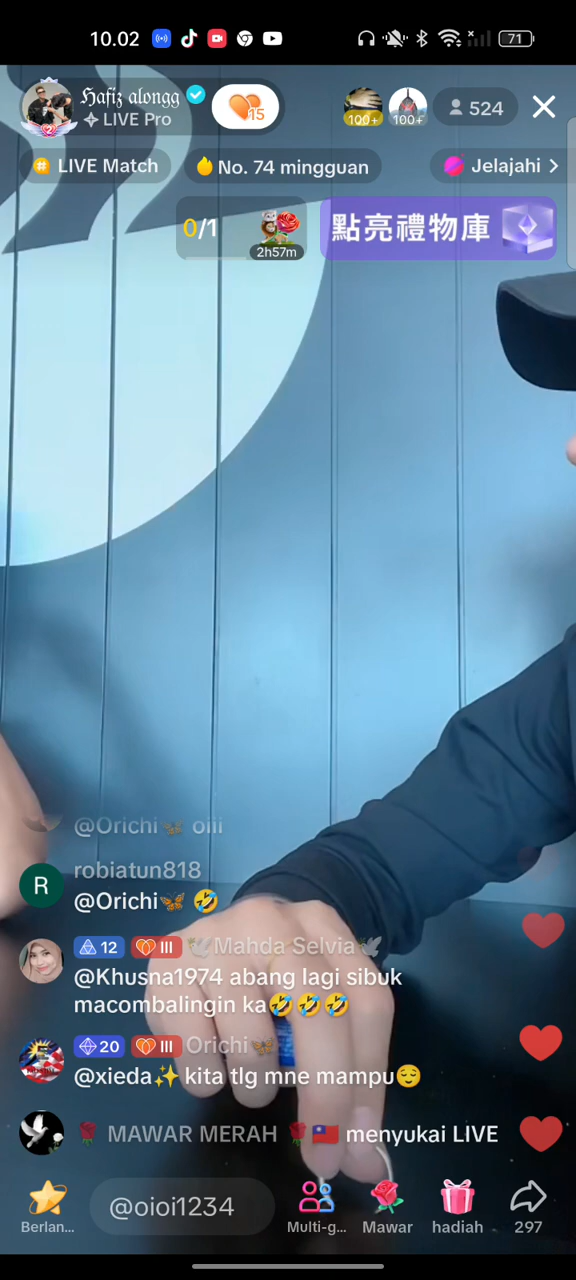 10.02
71
Hafiz alongg
LIVE Pro
15
100+
100+
524
LIVE Match
No. 74 mingguan
Jelajahi
0/1
2h57m
點亮禮物庫
@Orichi🦋 oiii
robiatun818
R
@Orichi🦋 🤣
12 III 🕊Mahda Selvia🕊
@Khusna1974 abang lagi sibuk
macombalingin ka🤣🤣🤣
20 III Orichi🦋
@xieda✨ kita tlg mne mampu😌
🌹 MAWAR MERAH 🌹🇹🇼 menyukai LIVE
@oioi1234
Berlan...
Multi-g...
Mawar
hadiah
297